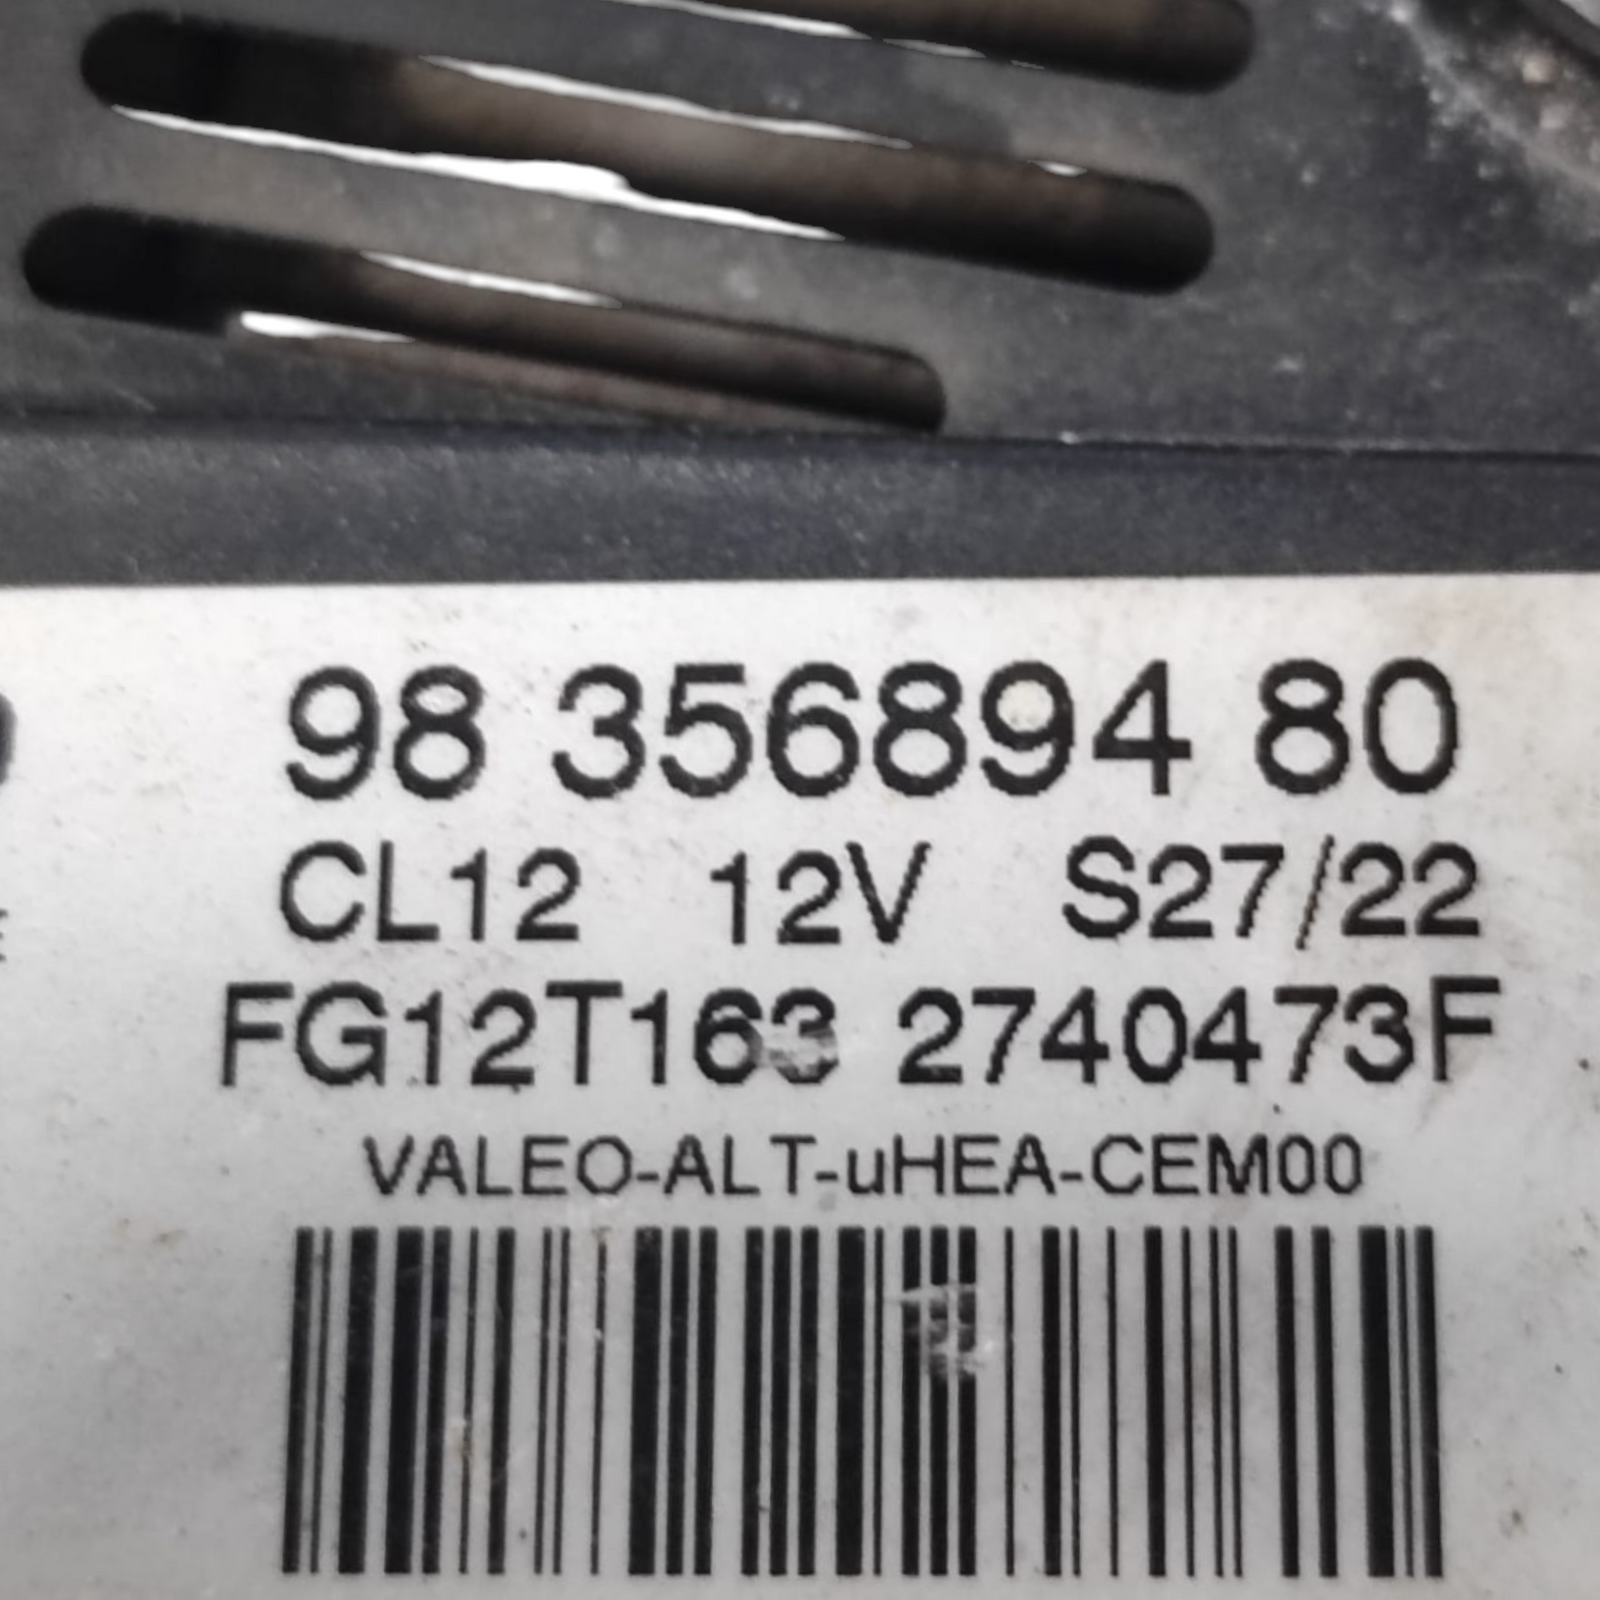 98 356894 80
CL12 12V S27/22
FG12T163 2740473F
VALEO-ALT-uHEA-CEM00